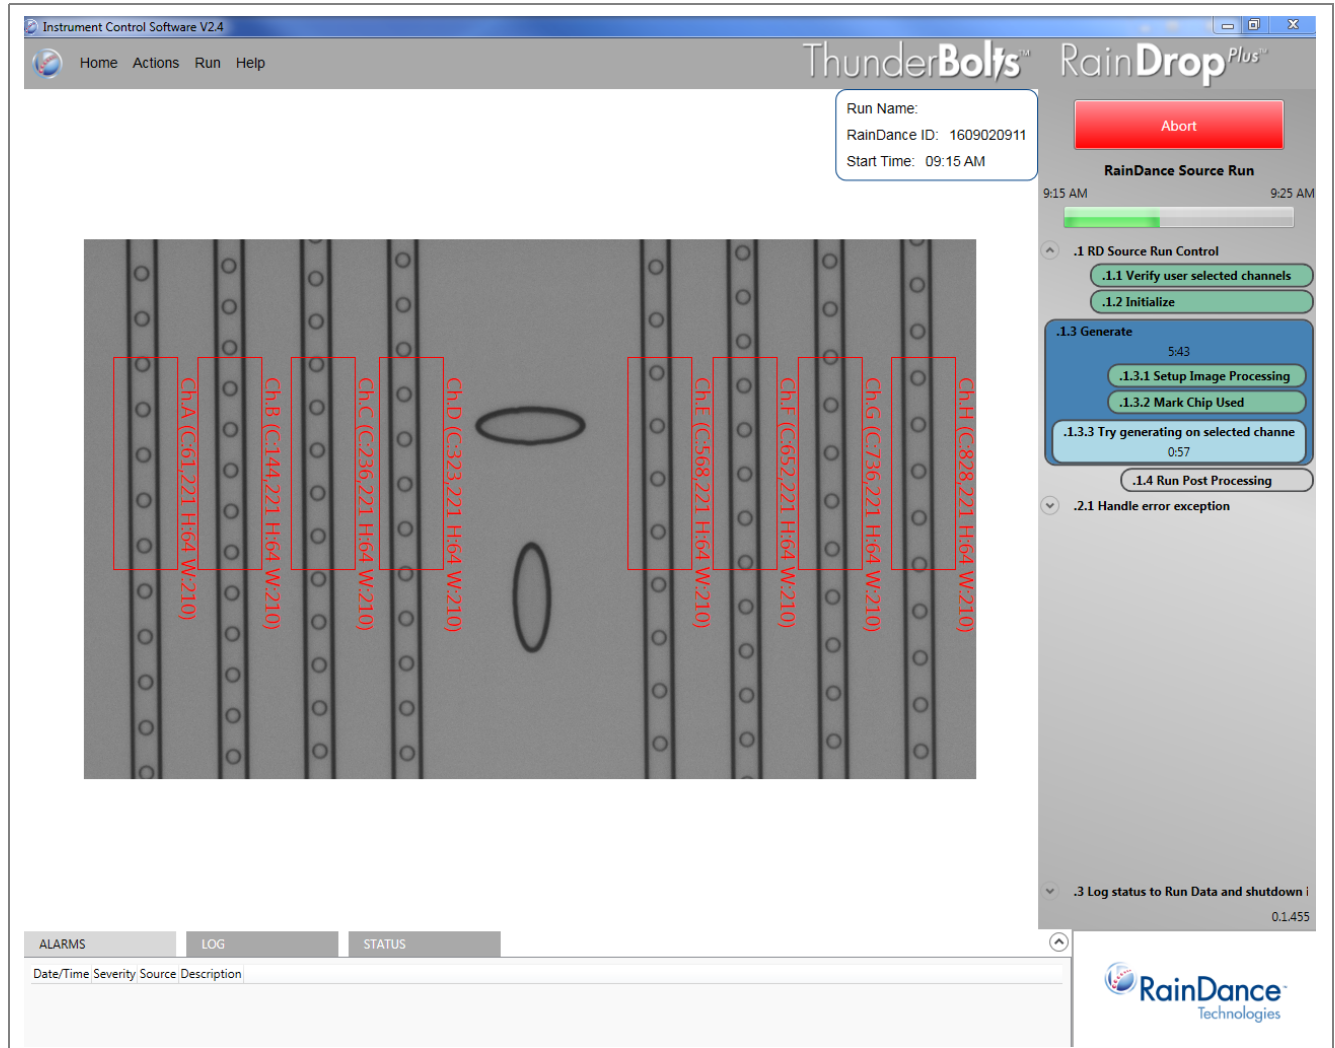 Instrument Control Software V2.4
Home Actions Run Help
ThunderBolts™ RainDrop Plus™
Run Name:
RainDance ID: 1609020911
Start Time: 09:15 AM
Abort
RainDance Source Run
9:15 AM 9:25 AM
.1 RD Source Run Control
.1.1 Verify user selected channels
.1.2 Initialize
.1.3 Generate
5:43
.1.3.1 Setup Image Processing
.1.3.2 Mark Chip Used
.1.3.3 Try generating on selected channe
0:57
.1.4 Run Post Processing
.2.1 Handle error exception
Ch.A (C:61,221 H:64 W:210)
Ch.B (C:144,221 H:64 W:210)
Ch.C (C:236,221 H:64 W:210)
Ch.D (C:323,221 H:64 W:210)
Ch.E (C:568,221 H:64 W:210)
Ch.F (C:652,221 H:64 W:210)
Ch.G (C:736,221 H:64 W:210)
Ch.H (C:828,221 H:64 W:210)
.3 Log status to Run Data and shutdown i
0.1.455
ALARMS LOG STATUS
Date/Time Severity Source Description
RainDance™
Technologies